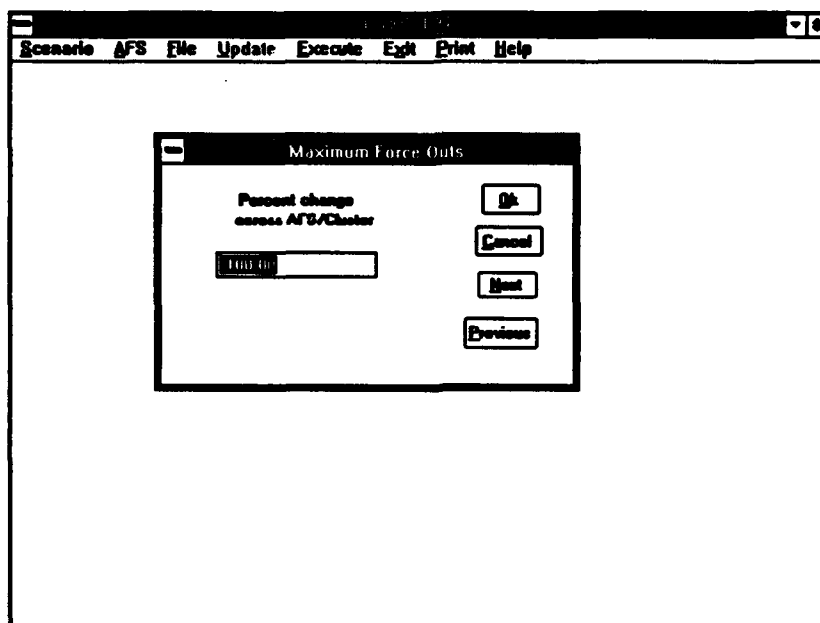 Scenario AFS File Update Execute Exit Print Help
Maximum Force Outs
Percent change
across AFS/Cluster
Ok
100.00
Cancel
Next
Previous